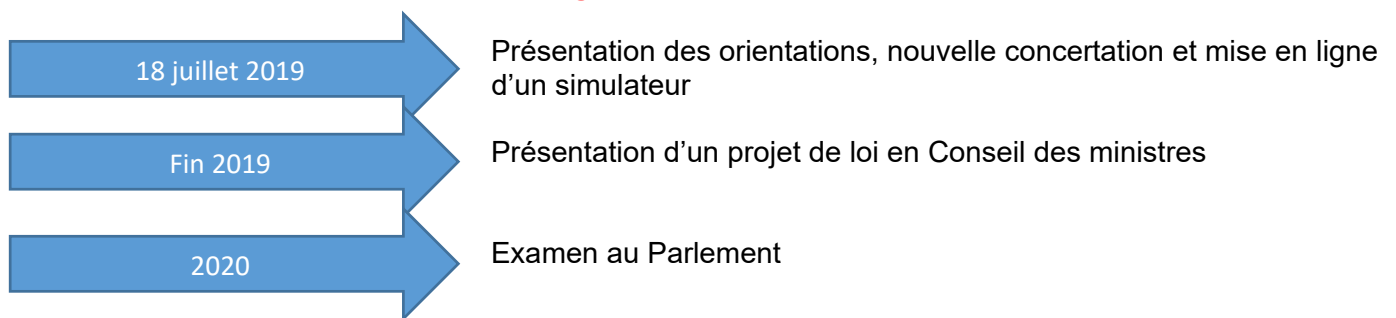 18 juillet 2019
Présentation des orientations, nouvelle concertation et mise en ligne
d’un simulateur
Fin 2019
Présentation d’un projet de loi en Conseil des ministres
2020
Examen au Parlement